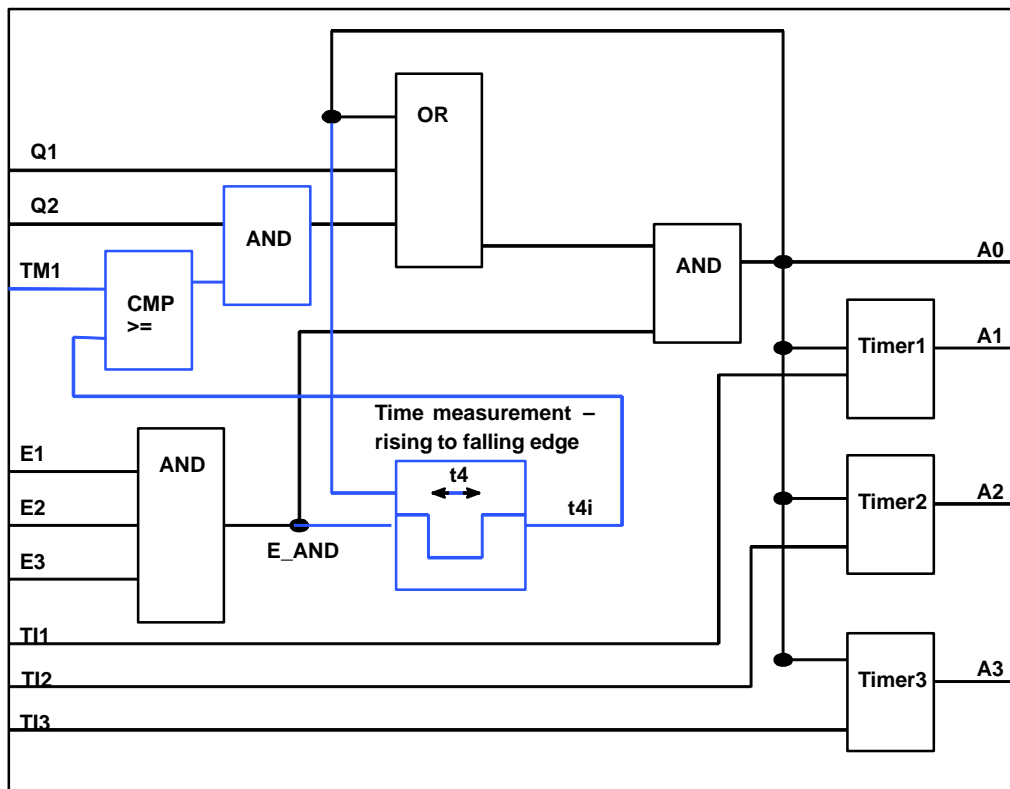 OR
Q1
Q2
AND
TM1
CMP
>=
AND
A0
Timer1
A1
Time measurement –
rising to falling edge
t4
t4i
E1
AND
E2
E_AND
E3
Timer2
A2
TI1
TI2
TI3
Timer3
A3